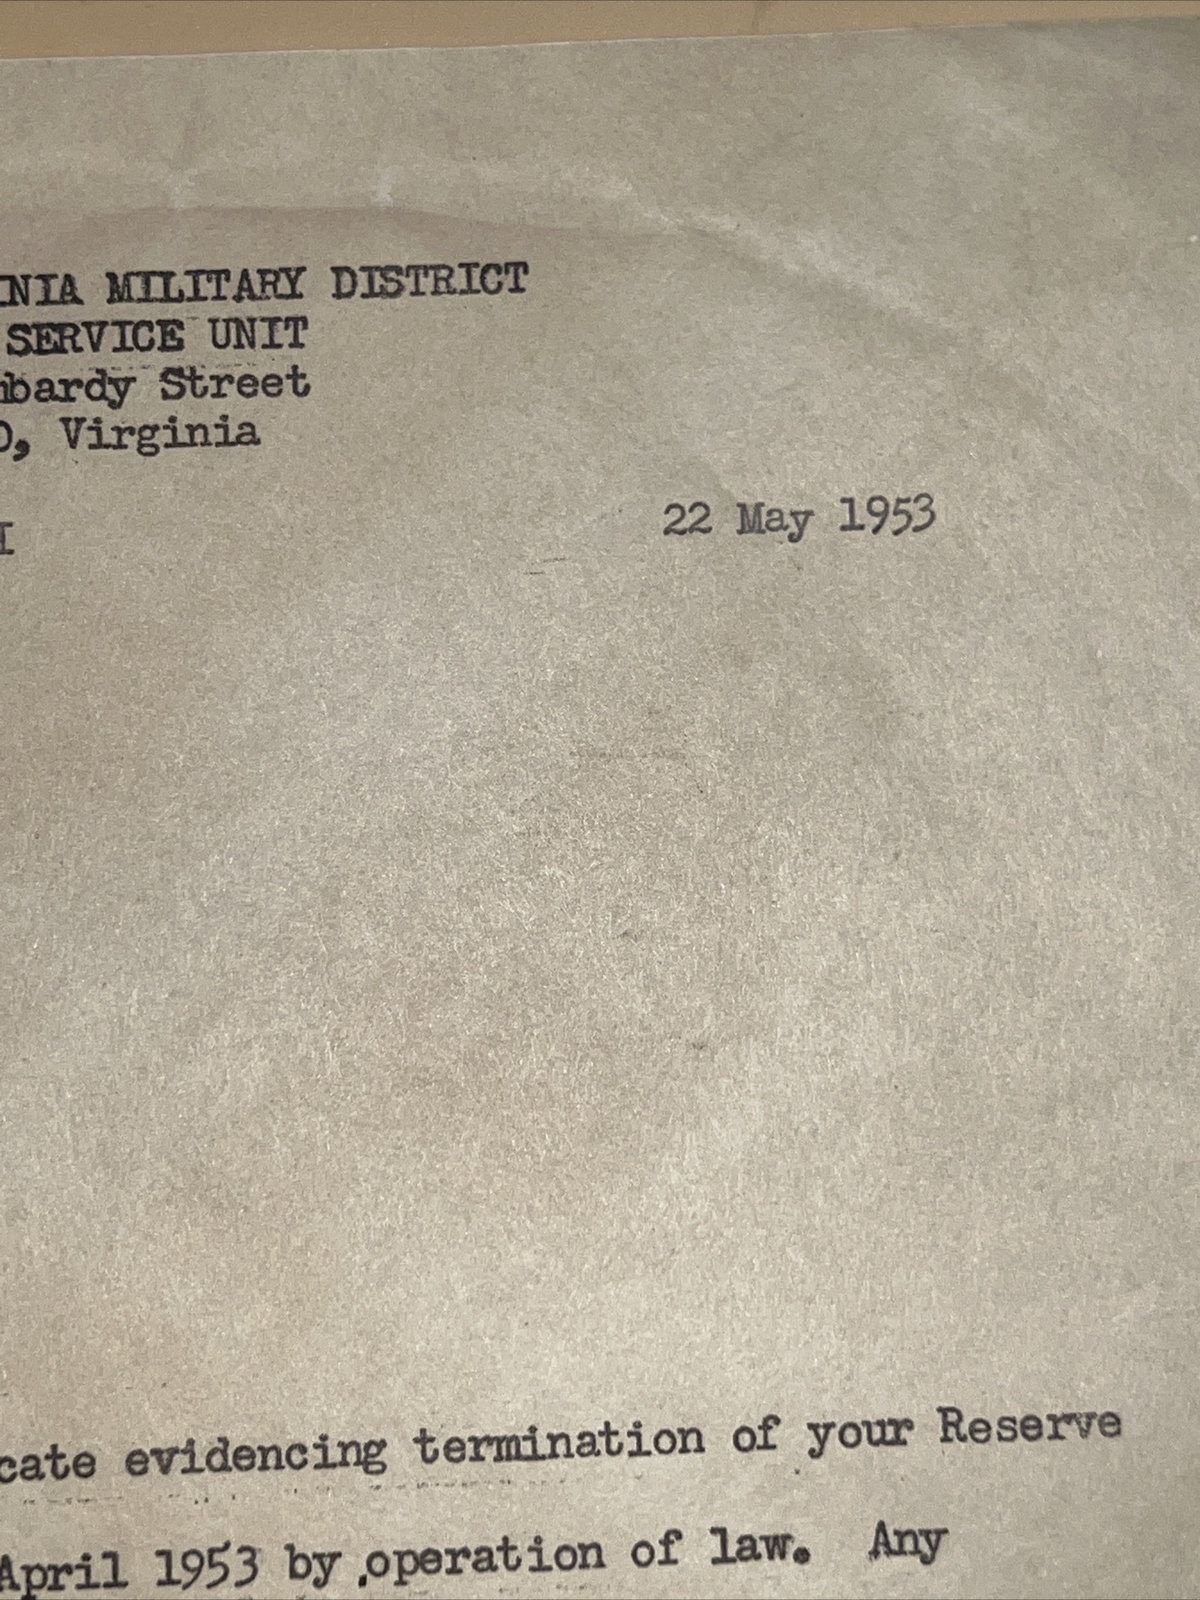 NIA MILITARY DISTRICT
SERVICE UNIT
mbardy Street
O, Virginia
I
22 May 1953
cate evidencing termination of your Reserve
April 1953 by operation of law. Any